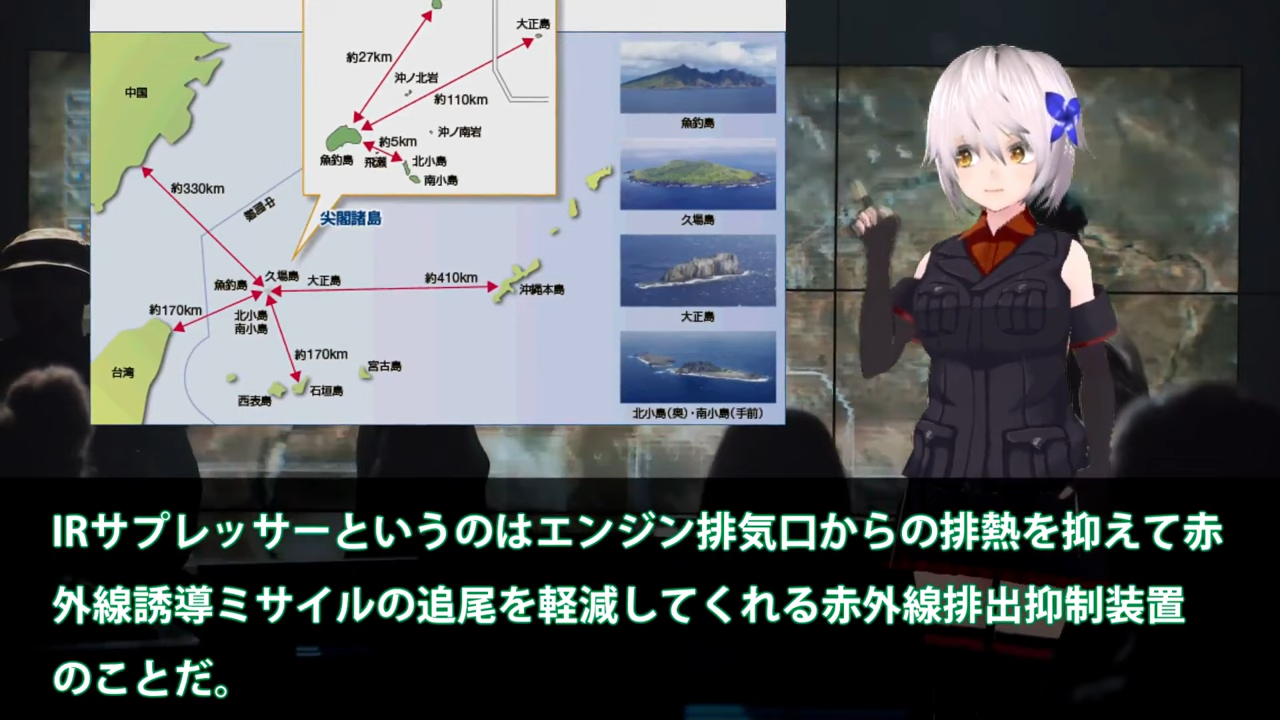 大正島
約27km
沖ノ北岩
約110km
中国
沖ノ南岩
約5km
魚釣島
飛瀬
北小島
南小島
魚釣島
約330km
中間線
尖閣諸島
久場島
久場島
大正島
約410km
魚釣島
沖縄本島
約170km
北小島
南小島
大正島
約170km
宮古島
台湾
石垣島
西表島
北小島(奥)・南小島(手前)
IRサプレッサーというのはエンジン排気口からの排熱を抑えて赤
外線誘導ミサイルの追尾を軽減してくれる赤外線排出抑制装置
のことだ。